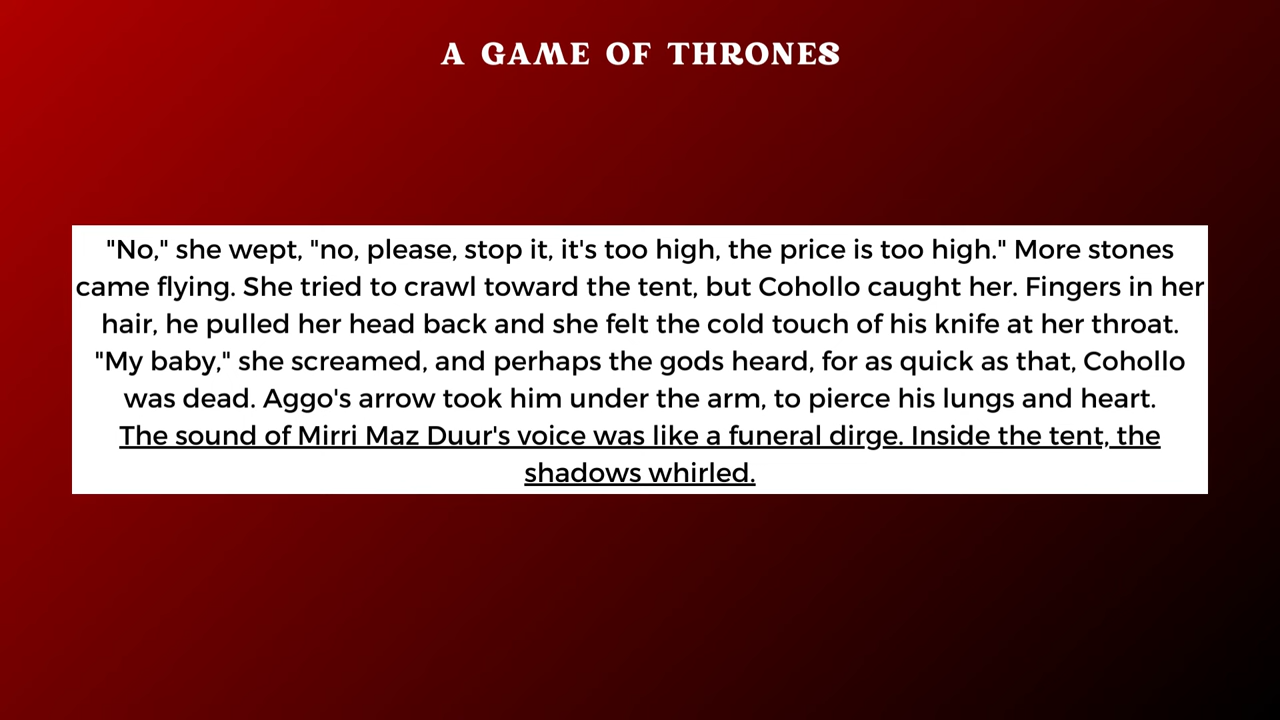 A GAME OF THRONES
"No," she wept, "no, please, stop it, it's too high, the price is too high." More stones
came flying. She tried to crawl toward the tent, but Cohollo caught her. Fingers in her
hair, he pulled her head back and she felt the cold touch of his knife at her throat.
"My baby," she screamed, and perhaps the gods heard, for as quick as that, Cohollo
was dead. Aggo's arrow took him under the arm, to pierce his lungs and heart.
The sound of Mirri Maz Duur's voice was like a funeral dirge. Inside the tent, the
shadows whirled.